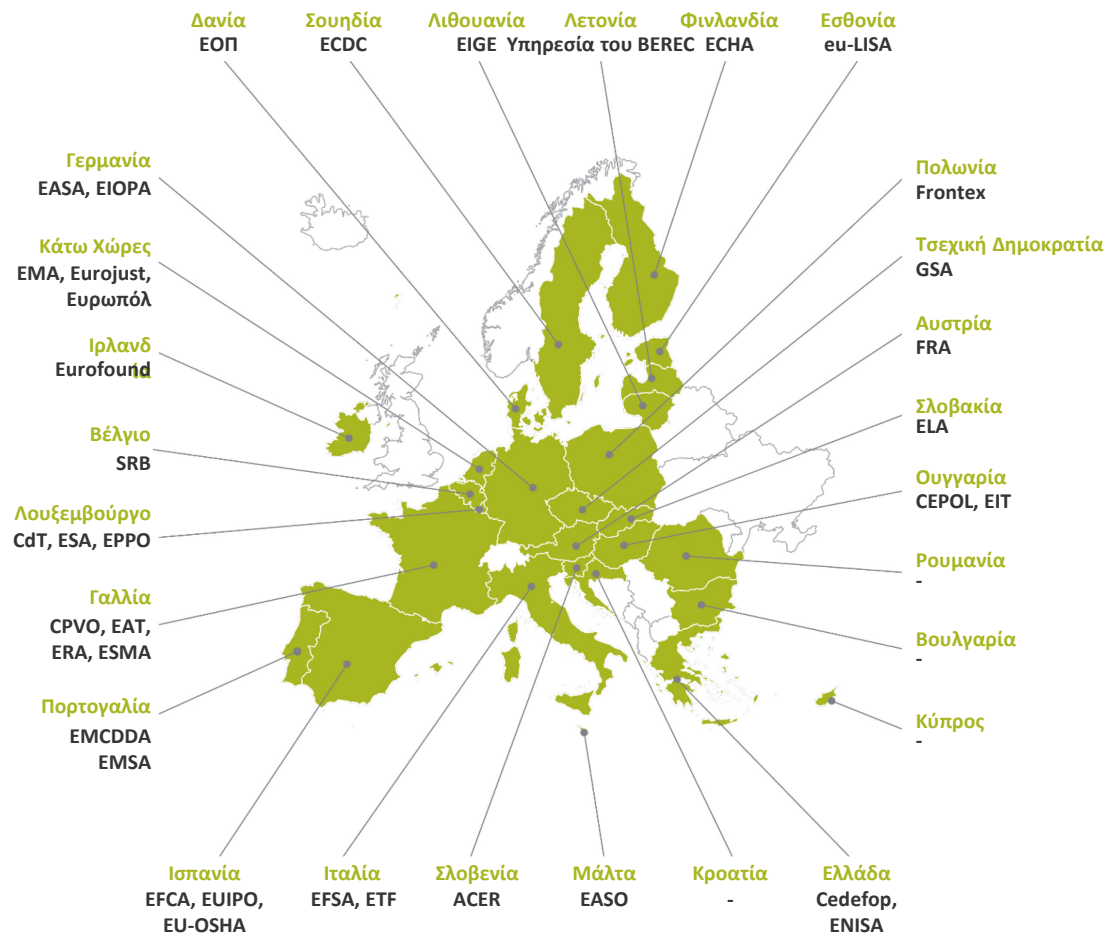 Δανία
ΕΟΠ
Σουηδία
ECDC
Λιθουανία
EIGE
Λετονία
Υπηρεσία του BEREC
Φινλανδία
ECHA
Εσθονία
eu-LISA
Γερμανία
EASA, EIOPA
Κάτω Χώρες
EMA, Eurojust,
Ευρωπόλ
Ιρλανδ
ία
Eurofound
Βέλγιο
SRB
Λουξεμβούργο
CdT, ESA, EPPO
Γαλλία
CPVO, EAT,
ERA, ESMA
Πορτογαλία
EMCDDA
EMSA
Πολωνία
Frontex
Τσεχική Δημοκρατία
GSA
Αυστρία
FRA
Σλοβακία
ELA
Ουγγαρία
CEPOL, EIT
Ρουμανία
-
Βουλγαρία
-
Κύπρος
-
Ισπανία
EFCA, EUIPO,
EU-OSHA
Ιταλία
EFSA, ETF
Σλοβενία
ACER
Μάλτα
EASO
Κροατία
-
Ελλάδα
Cedefop,
ENISA